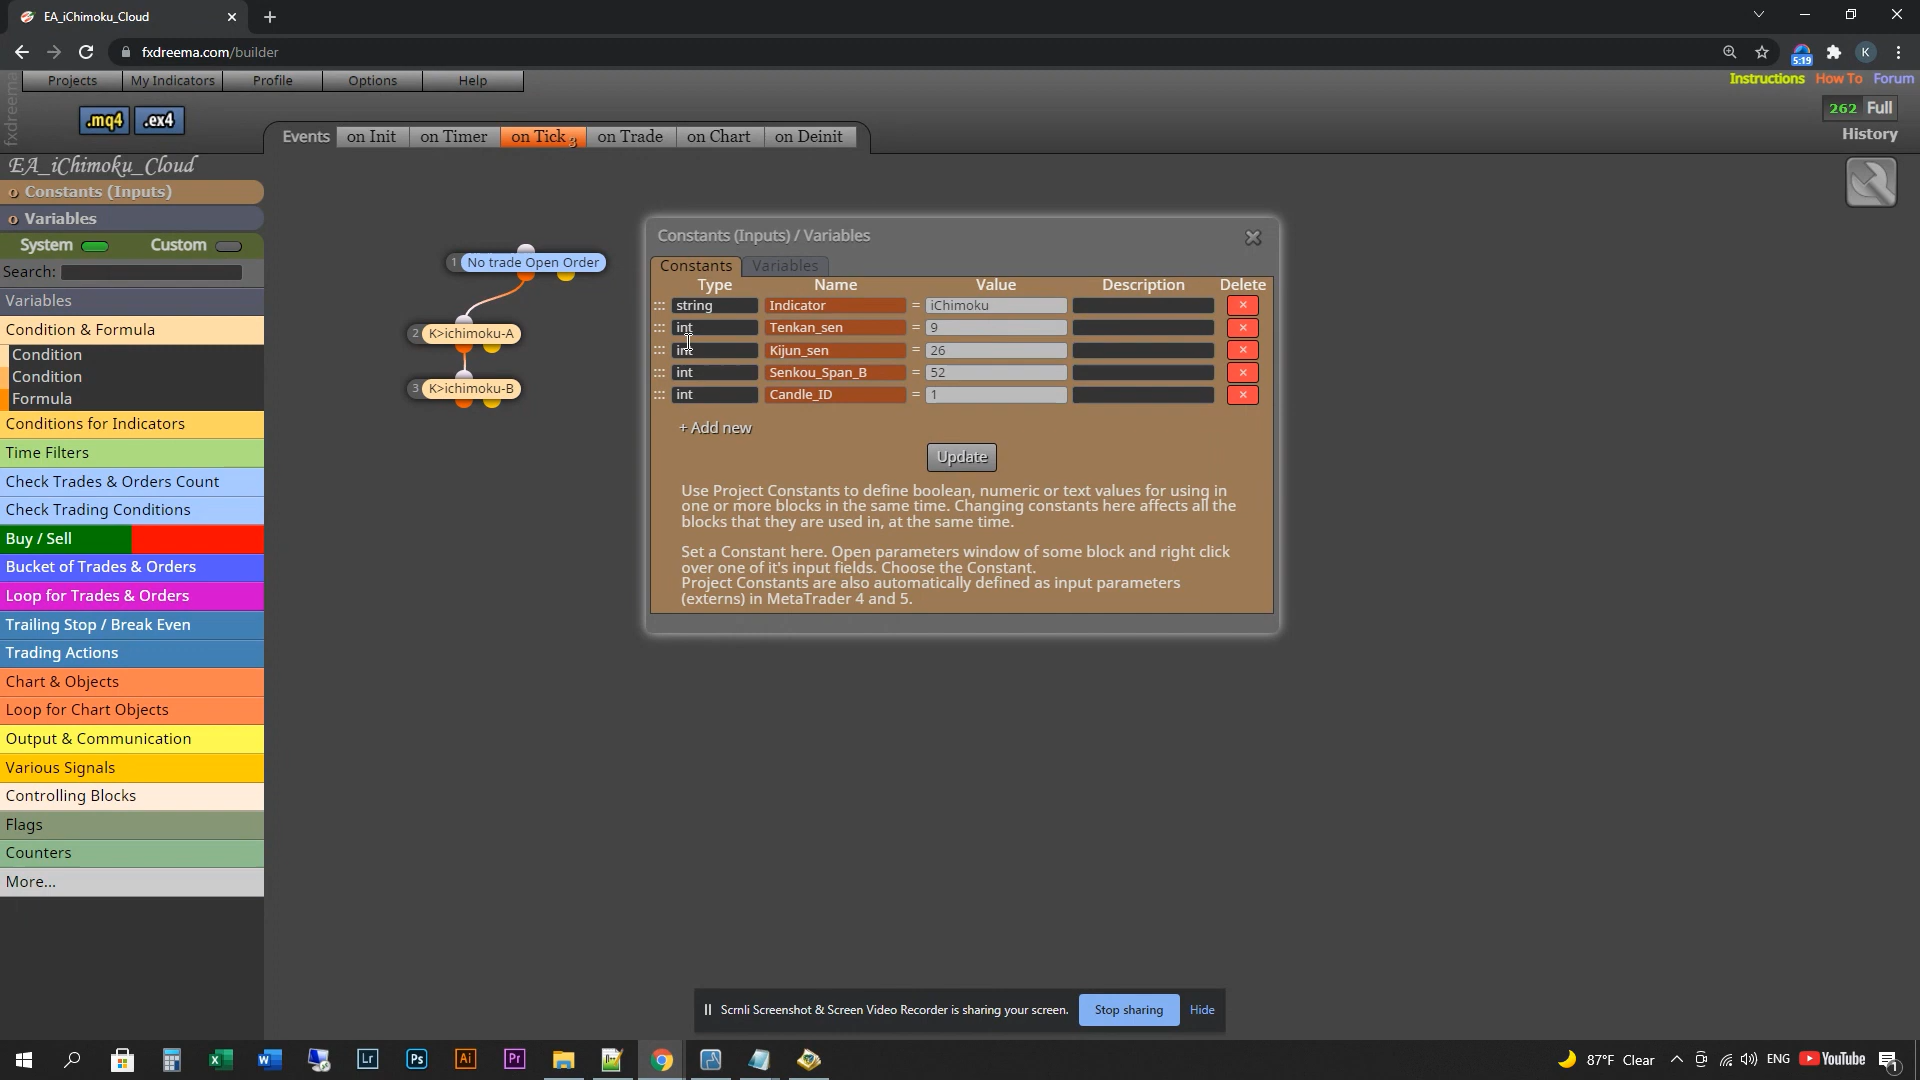 EA_iChimoku_Cloud
fxdreema.com/builder
K
5:19
Projects
My Indicators
Profile
Options
Help
Instructions
How To
Forum
fxdreema
.mq4
.ex4
262 Full
History
Events
on Init
on Timer
on Tick 3
on Trade
on Chart
on Deinit
EA_iChimoku_Cloud
o Constants (Inputs)
o Variables
System
Custom
Search:
Variables
Condition & Formula
Condition
Condition
Formula
Conditions for Indicators
Time Filters
Check Trades & Orders Count
Check Trading Conditions
Buy / Sell
Bucket of Trades & Orders
Loop for Trades & Orders
Trailing Stop / Break Even
Trading Actions
Chart & Objects
Loop for Chart Objects
Output & Communication
Various Signals
Controlling Blocks
Flags
Counters
More...
1 No trade Open Order
2 K>ichimoku-A
3 K>ichimoku-B
Constants (Inputs) / Variables
Constants
Variables
Type Name Value Description Delete
::: string Indicator = iChimoku ×
::: int Tenkan_sen = 9 ×
::: int Kijun_sen = 26 ×
::: int Senkou_Span_B = 52 ×
::: int Candle_ID = 1 ×
+ Add new
Update
Use Project Constants to define boolean, numeric or text values for using in
one or more blocks in the same time. Changing constants here affects all the
blocks that they are used in, at the same time.
Set a Constant here. Open parameters window of some block and right click
over one of it's input fields. Choose the Constant.
Project Constants are also automatically defined as input parameters
(externs) in MetaTrader 4 and 5.
Scrnli Screenshot & Screen Video Recorder is sharing your screen.
Stop sharing
Hide
Lr
Ps
Ai
Pr
87°F Clear
ENG
YouTube
1